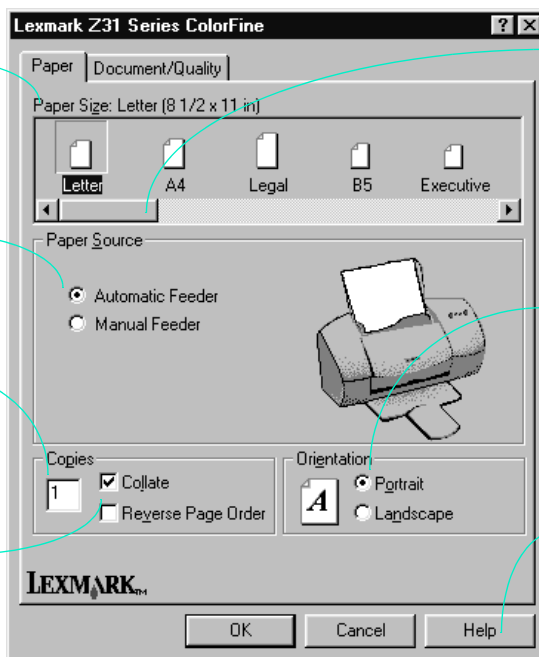 Lexmark Z31 Series ColorFine
Paper Document/Quality
Paper Size: Letter (8 1/2 x 11 in)
Letter A4 Legal B5 Executive
Paper Source
Automatic Feeder
Manual Feeder
Copies
1
Collate
Reverse Page Order
Orientation
A
Portrait
Landscape
LEXMARK™
OK Cancel Help